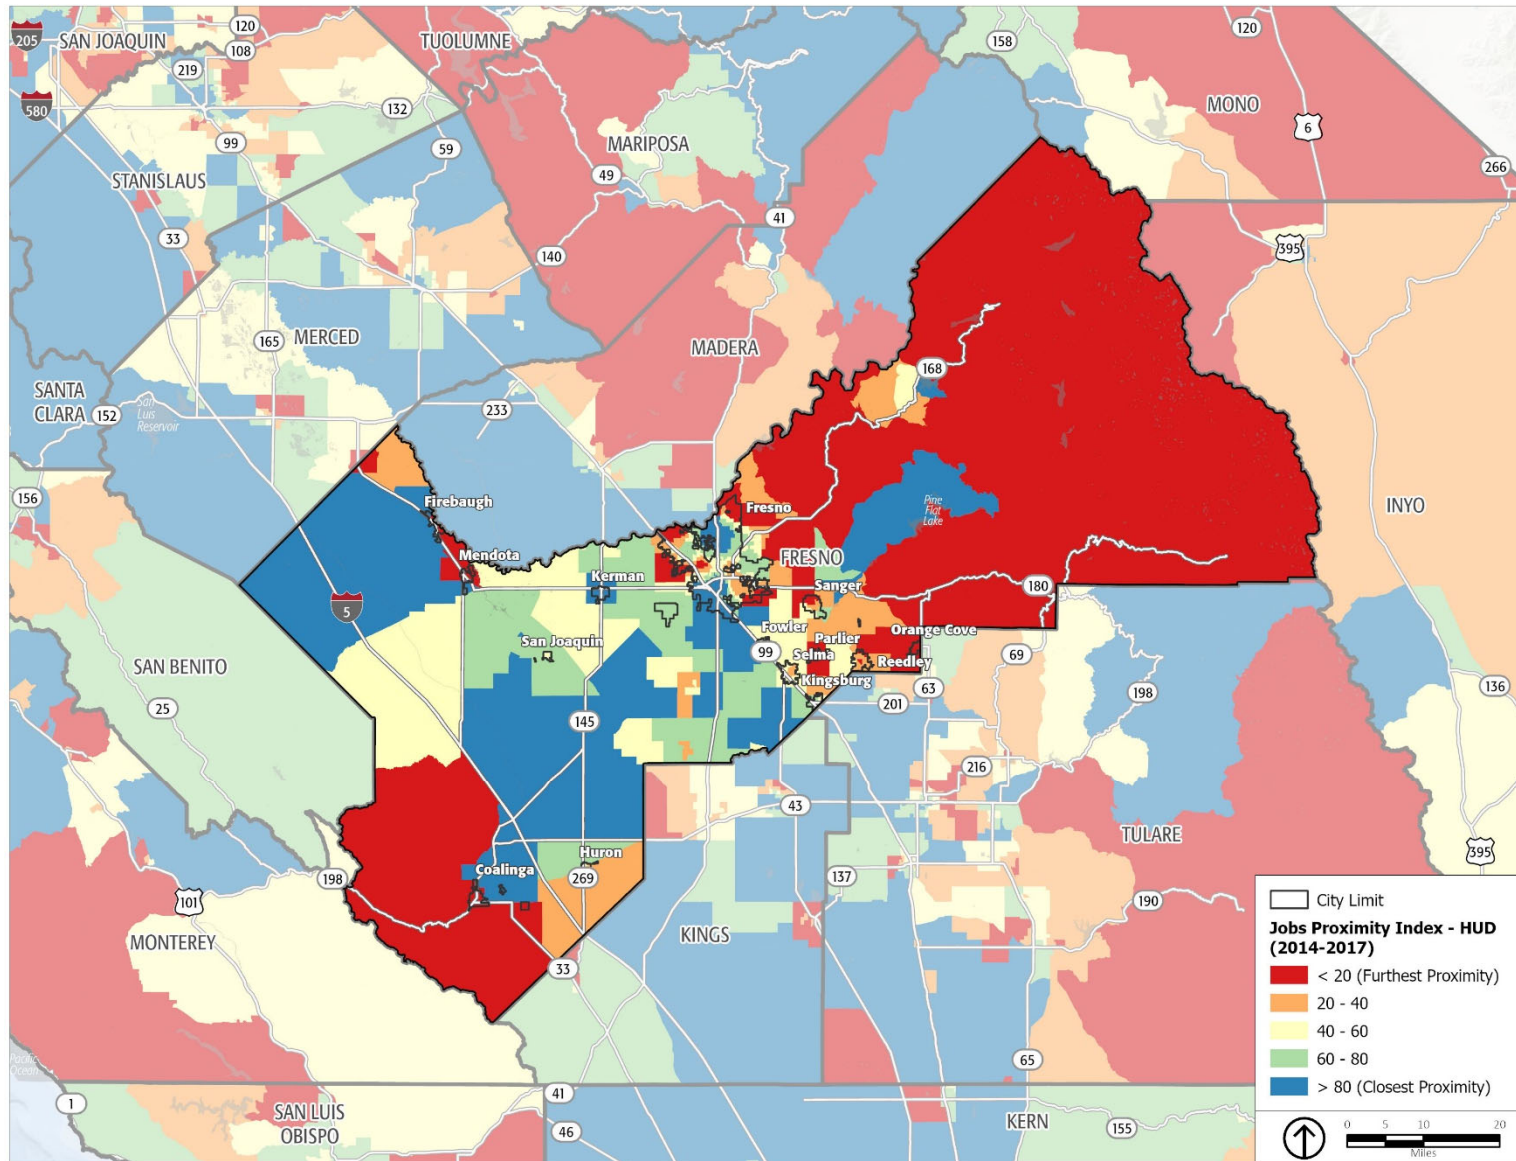 205
SAN JOAQUIN
120
108
219
TUOLUMNE
158
120
580
132
MONO
6
99
59
MARIPOSA
266
STANISLAUS
49
33
41
395
140
165
MERCED
MADERA
168
SANTA
CLARA
152
San
Luis
Reservoir
233
156
Firebaugh
Fresno
Pine
Flat
Lake
INYO
Mendota
Kerman
FRESNO
Sanger
180
5
San Joaquin
Fowler
Parlier
Orange Cove
99
Selma
Reedley
69
SAN BENITO
Kingsburg
63
198
136
25
201
145
216
43
TULARE
395
Huron
Coalinga
198
269
137
101
190
MONTEREY
KINGS
33
Pacific
Ocean
65
1
41
SAN LUIS
OBISPO
46
KERN
155
City Limit
Jobs Proximity Index - HUD
(2014-2017)
< 20 (Furthest Proximity)
20 - 40
40 - 60
60 - 80
> 80 (Closest Proximity)
0 5 10 20
Miles